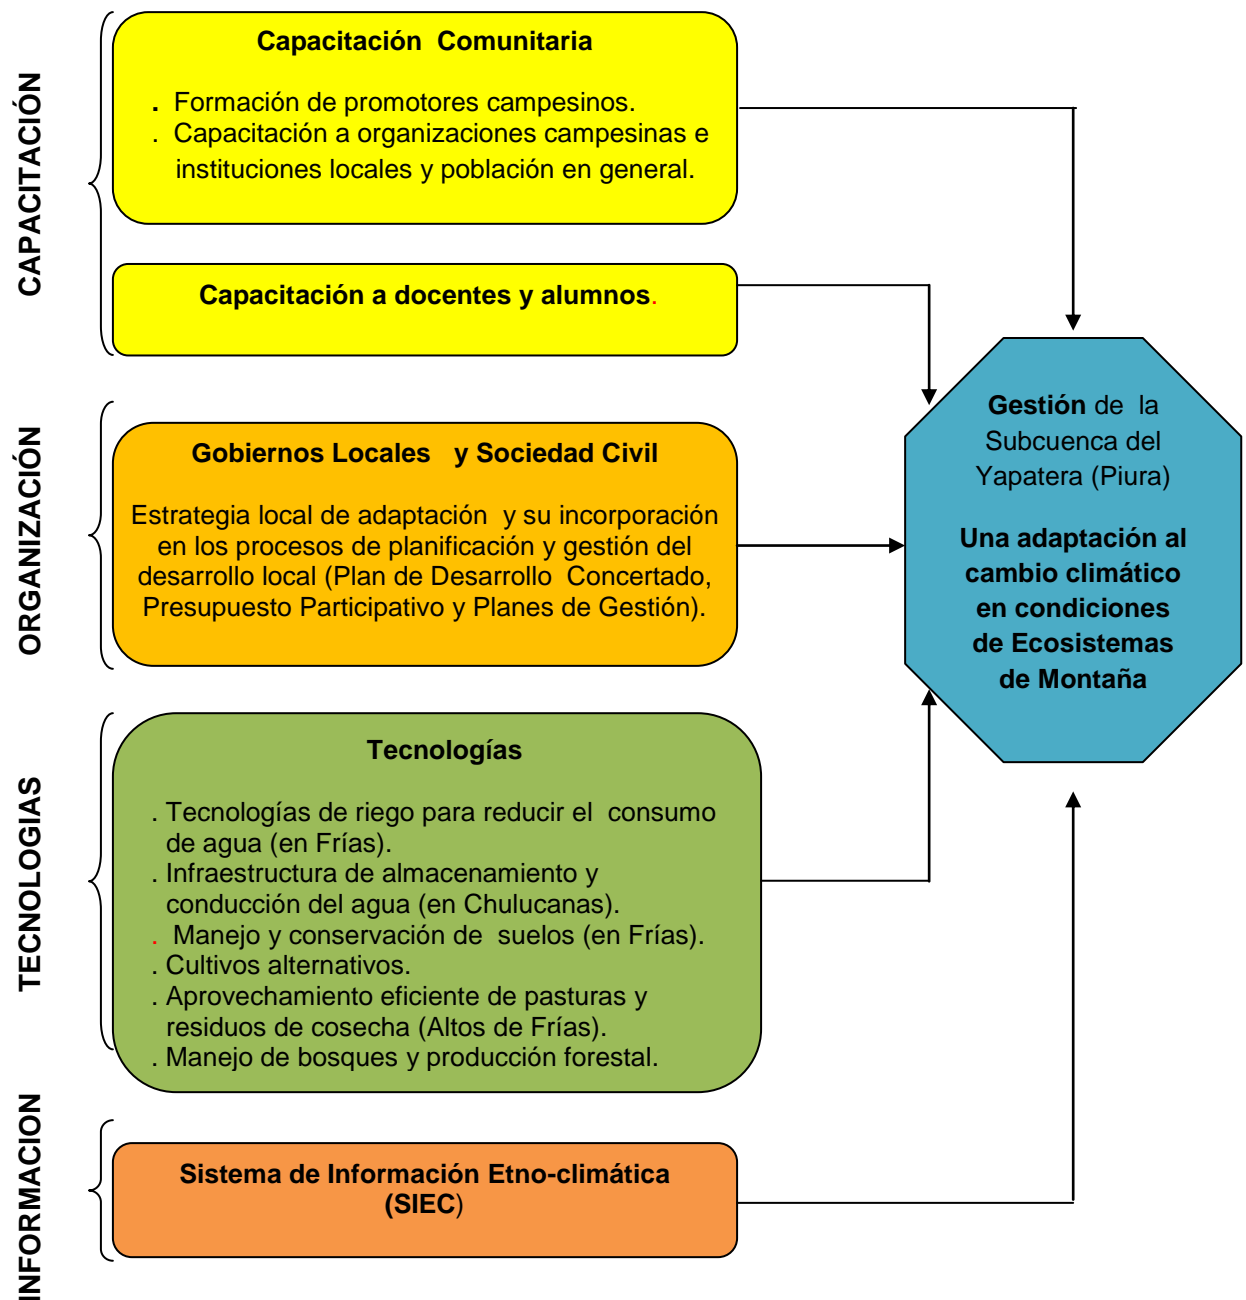 CAPACITACIÓN
Capacitación Comunitaria
. Formación de promotores campesinos.
. Capacitación a organizaciones campesinas e
instituciones locales y población en general.
Capacitación a docentes y alumnos.
ORGANIZACIÓN
Gobiernos Locales y Sociedad Civil
Estrategia local de adaptación y su incorporación
en los procesos de planificación y gestión del
desarrollo local (Plan de Desarrollo Concertado,
Presupuesto Participativo y Planes de Gestión).
TECNOLOGIAS
Tecnologías
. Tecnologías de riego para reducir el consumo
de agua (en Frías).
. Infraestructura de almacenamiento y
conducción del agua (en Chulucanas).
. Manejo y conservación de suelos (en Frías).
. Cultivos alternativos.
. Aprovechamiento eficiente de pasturas y
residuos de cosecha (Altos de Frías).
. Manejo de bosques y producción forestal.
INFORMACION
Sistema de Información Etno-climática
(SIEC)
Gestión de la
Subcuenca del
Yapatera (Piura)
Una adaptación al
cambio climático
en condiciones
de Ecosistemas
de Montaña